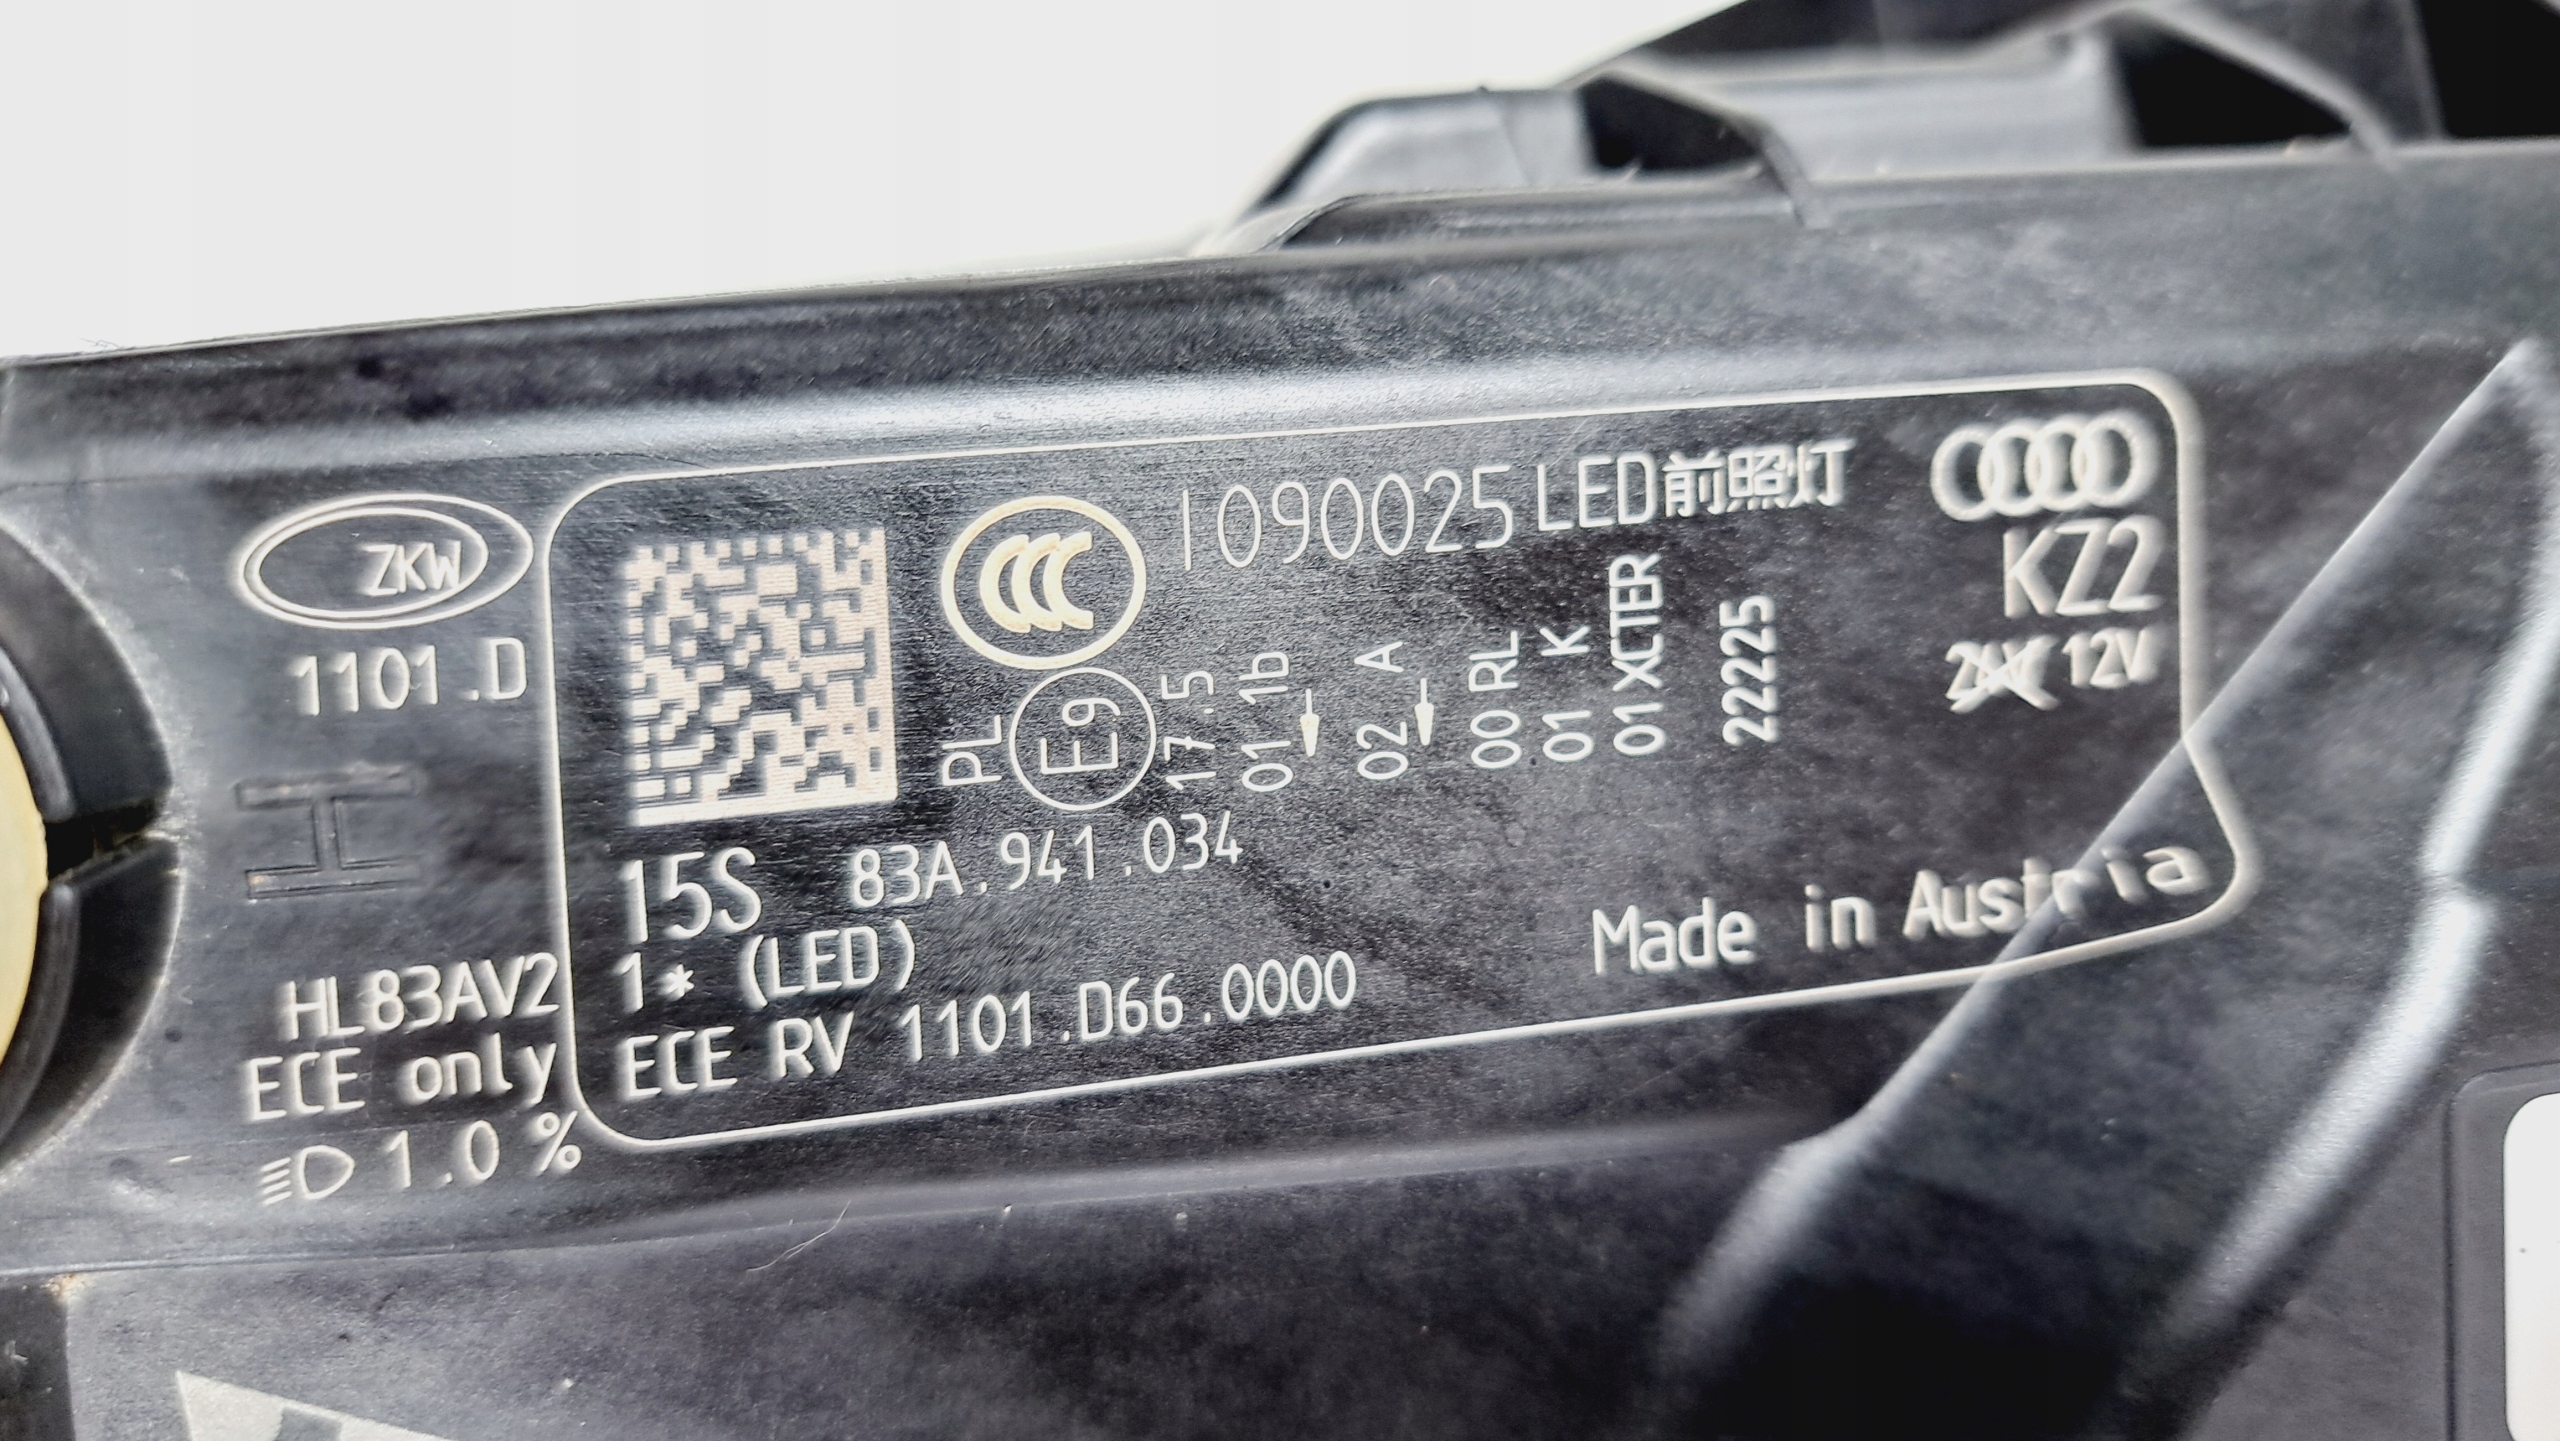 ZKW
1101.D
HL83AV2
ECE only
1.0 %
I090025 LED前照灯
KZ2
24V 12V
PL
E9
17.5
01 1b
02 A
00 RL
01 K
01 XCTER
22225
15S 83A.941.034
1* (LED)
ECE RV 1101.D66.0000
Made in Austria
H